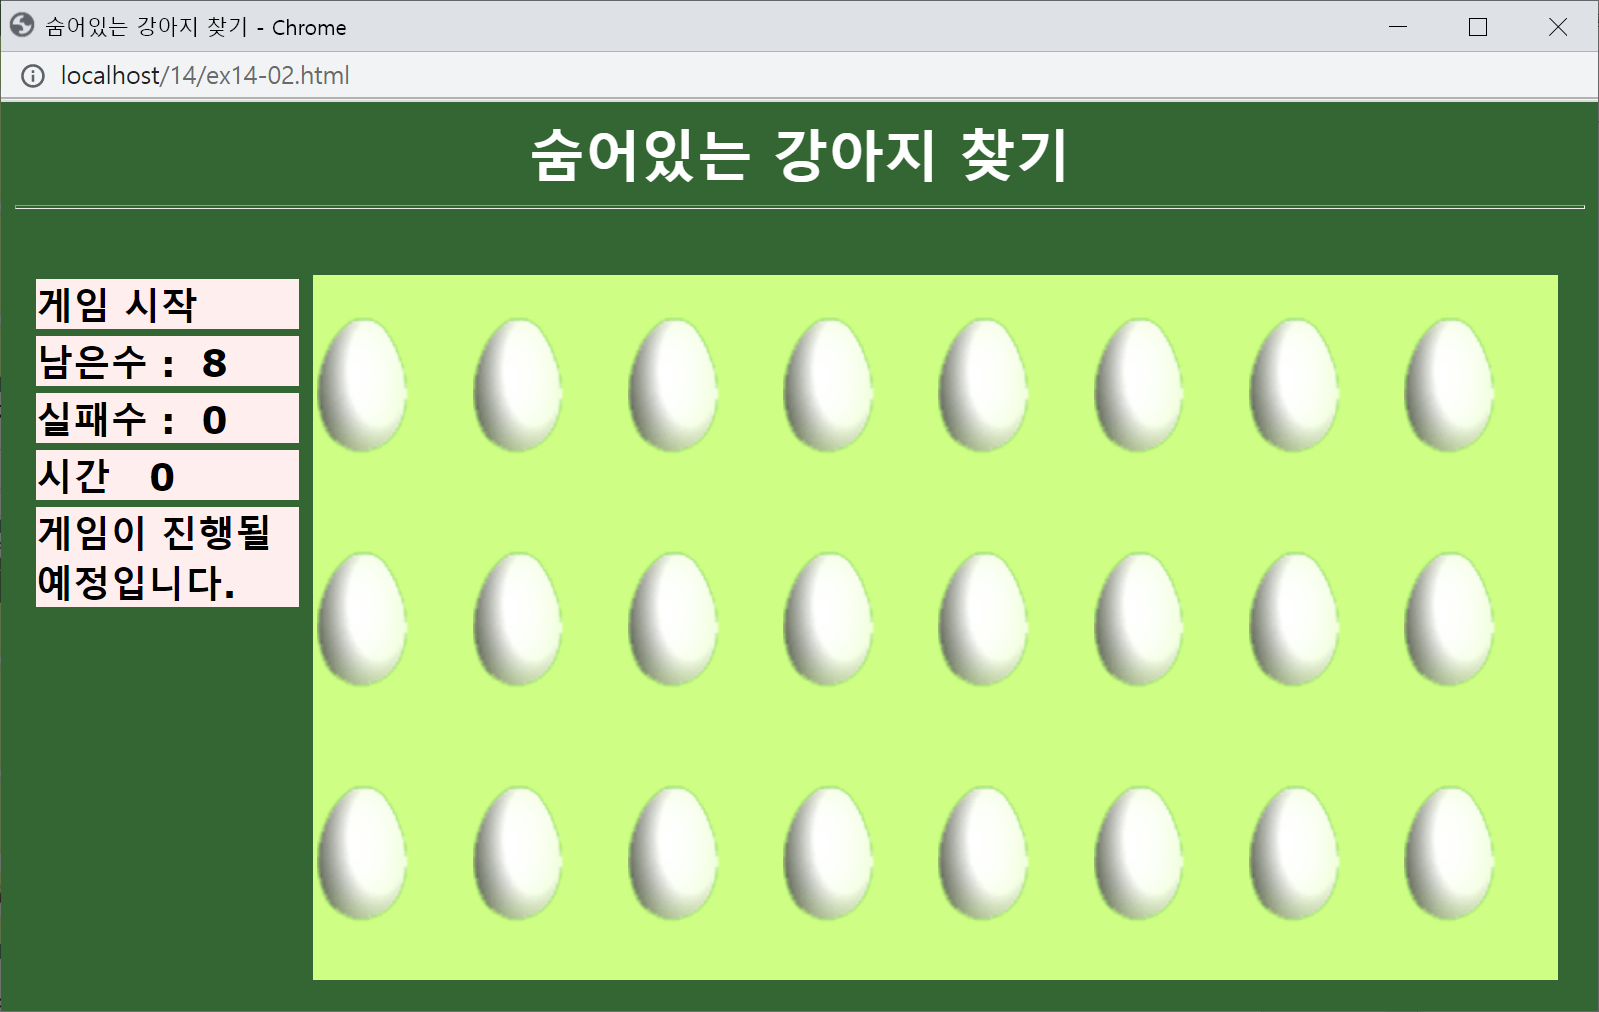 숨어있는 강아지 찾기 - Chrome
localhost/14/ex14-02.html
숨어있는 강아지 찾기
게임 시작
남은수 : 8
실패수 : 0
시간 0
게임이 진행될
예정입니다.